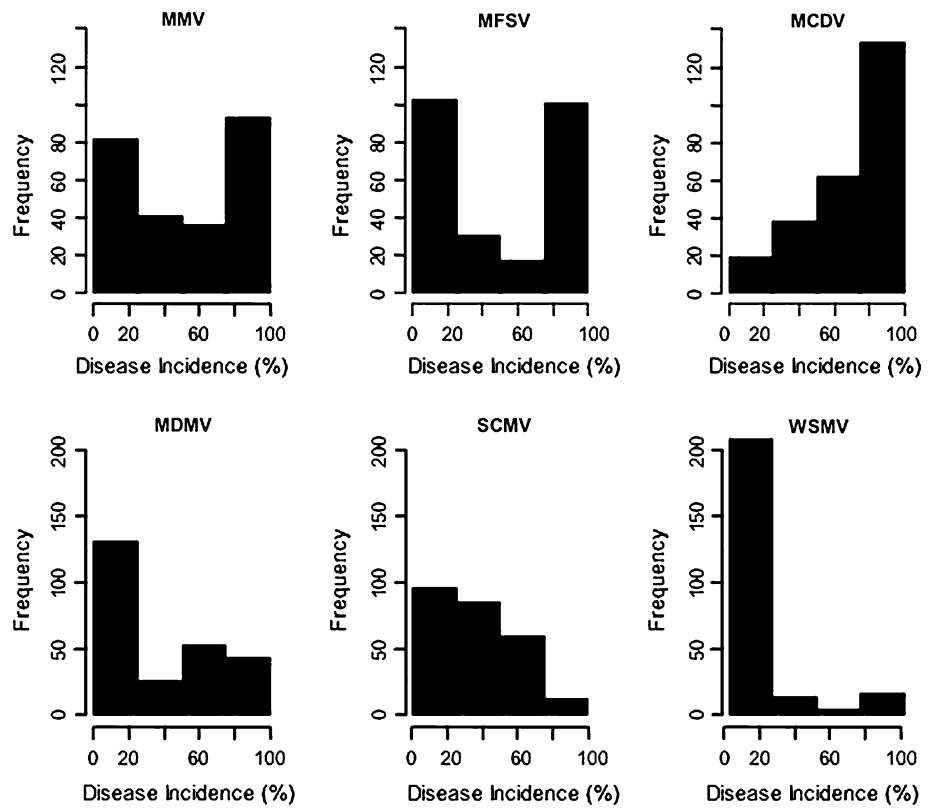 MMV
MFSV
MCDV
Frequency
0 20 40 60 80 120
Frequency
0 20 40 60 80 120
Frequency
0 20 40 60 80 120
0 20 60 100
0 20 60 100
0 20 60 100
Disease Incidence (%)
Disease Incidence (%)
Disease Incidence (%)
MDMV
SCMV
WSMV
Frequency
0 50 100 150 200
Frequency
0 50 100 150 200
Frequency
0 50 100 150 200
0 20 60 100
0 20 60 100
0 20 60 100
Disease Incidence (%)
Disease Incidence (%)
Disease Incidence (%)